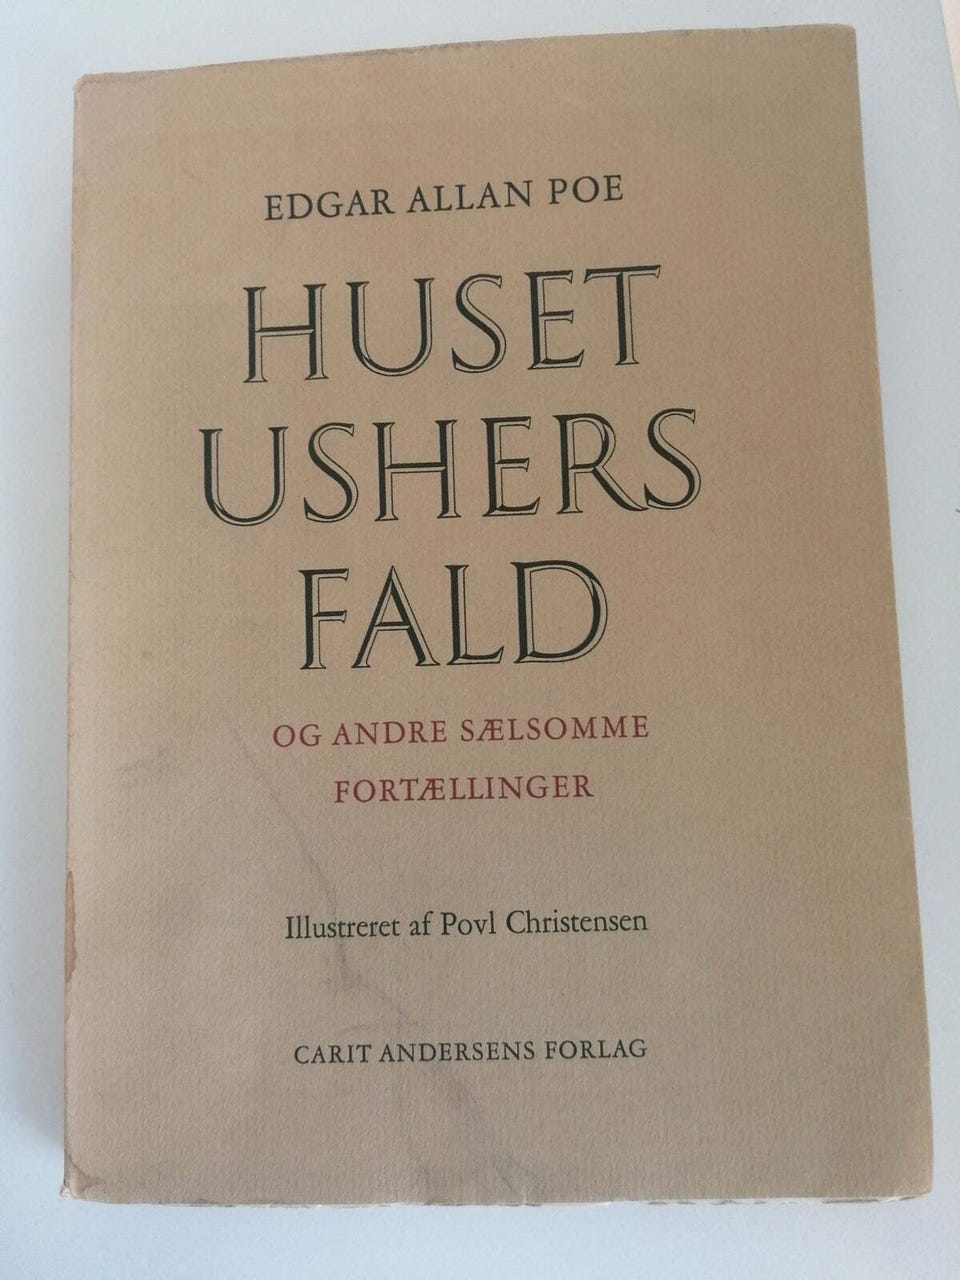 EDGAR ALLAN POE
HUSET
USHERS
FALD
OG ANDRE SÆLSOMME
FORTÆLLINGER
Illustreret af Povl Christensen
CARIT ANDERSENS FORLAG